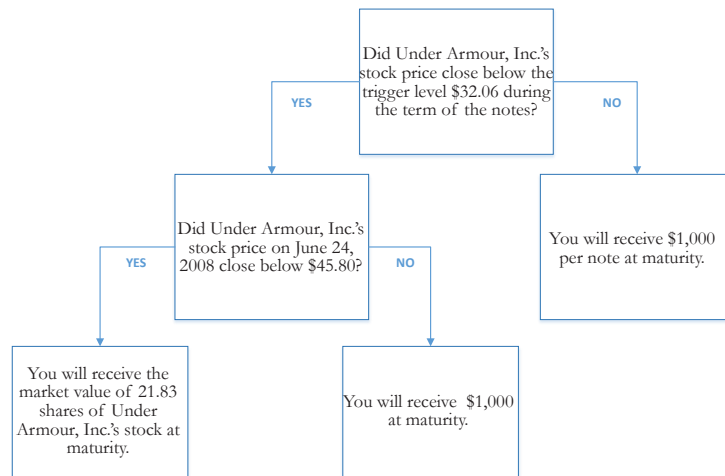 Did Under Armour, Inc.'s
stock price close below the
trigger level $32.06 during
the term of the notes?
YES
NO
Did Under Armour, Inc.'s
stock price on June 24,
2008 close below $45.80?
You will receive $1,000
per note at maturity.
YES
NO
You will receive the
market value of 21.83
shares of Under
Armour, Inc.'s stock at
maturity.
You will receive $1,000
at maturity.